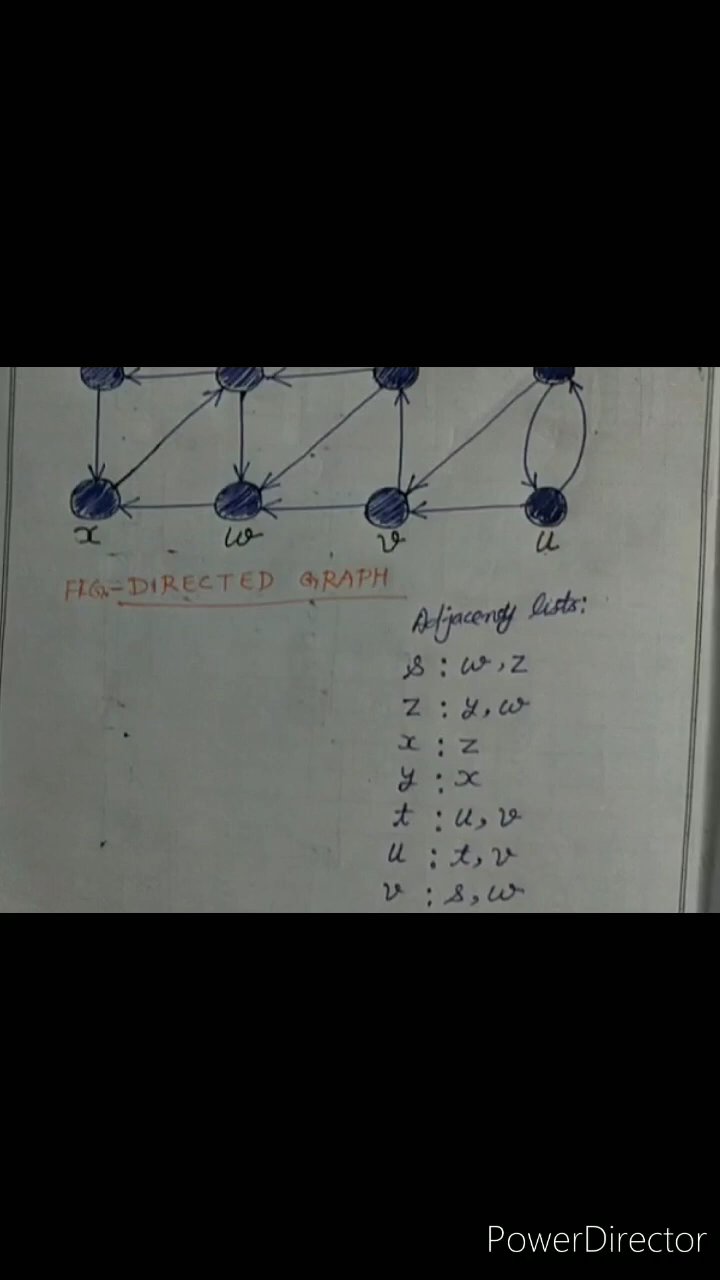 x w v u
FIG.-DIRECTED GRAPH
Adjacency lists:
s : w, z
z : y, w
x : z
y : x
t : u, v
u : t, v
v : s, w
PowerDirector